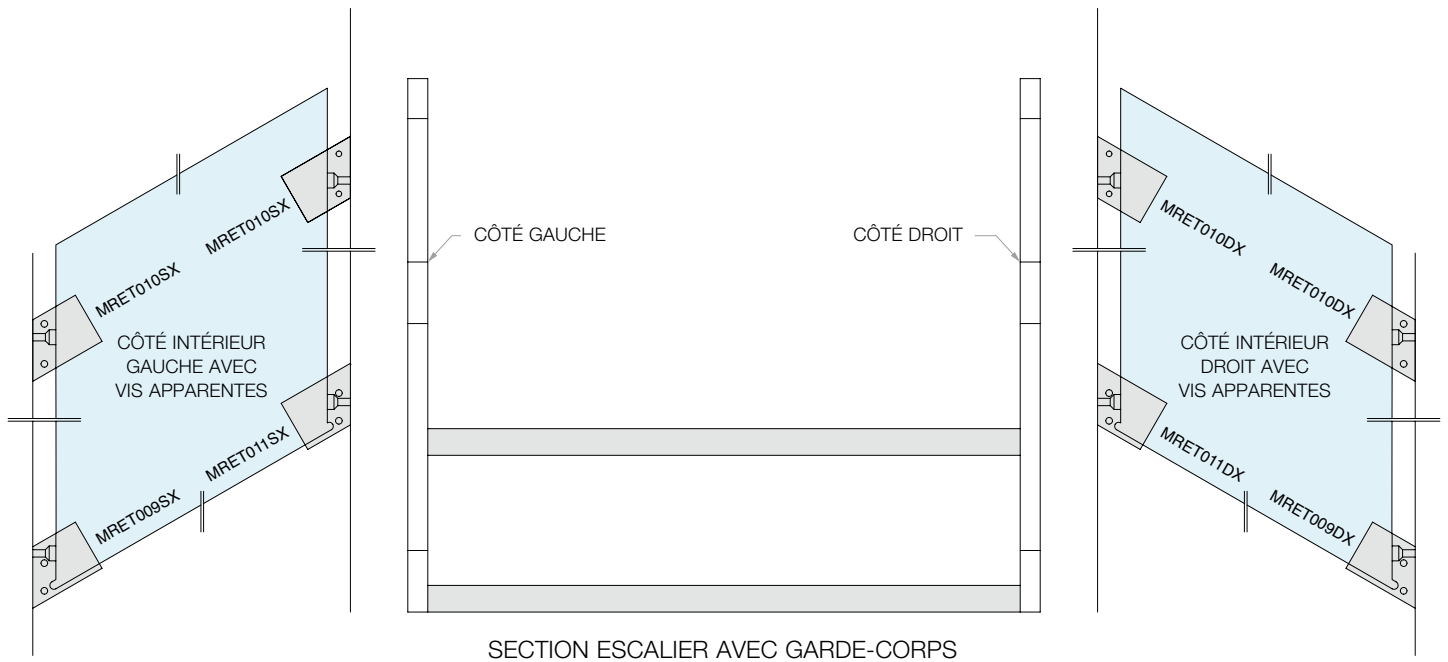 MRET010SX
MRET010SX
CÔTÉ INTÉRIEUR
GAUCHE AVEC
VIS APPARENTES
MRET011SX
MRET009SX
CÔTÉ GAUCHE
CÔTÉ DROIT
MRET010DX
MRET010DX
CÔTÉ INTÉRIEUR
DROIT AVEC
VIS APPARENTES
MRET011DX
MRET009DX
SECTION ESCALIER AVEC GARDE-CORPS